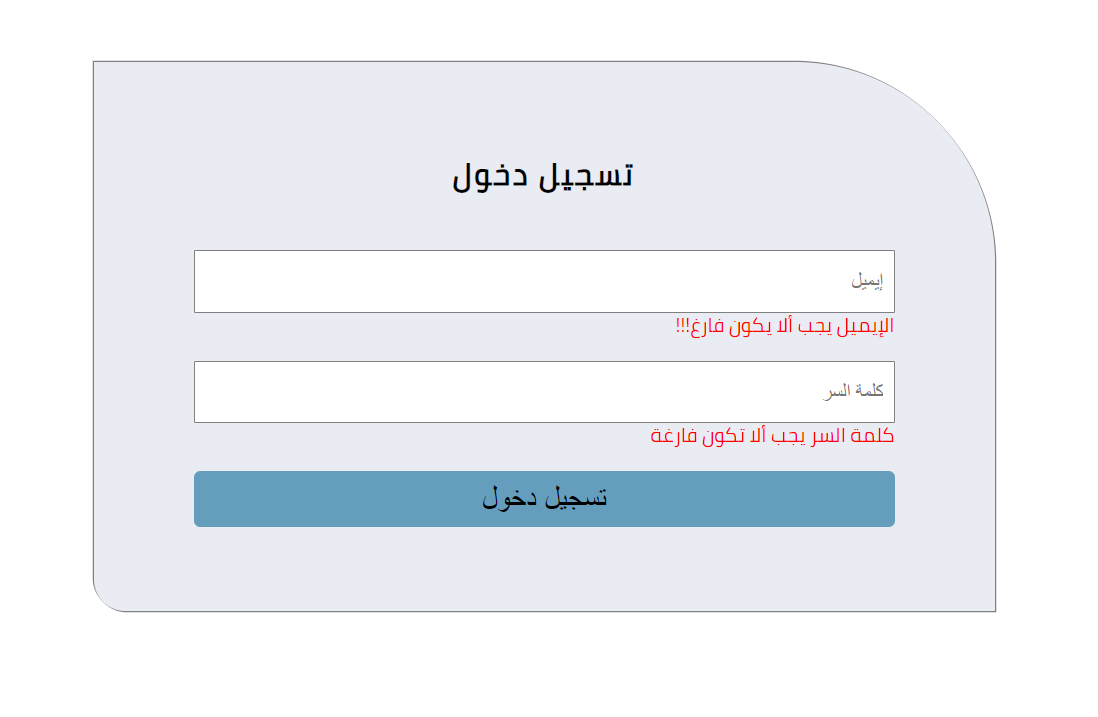 تسجيل دخول
إيميل
الإيميل يجب ألا يكون فارغ!!!
كلمة السر
كلمة السر يجب ألا تكون فارغة
تسجيل دخول